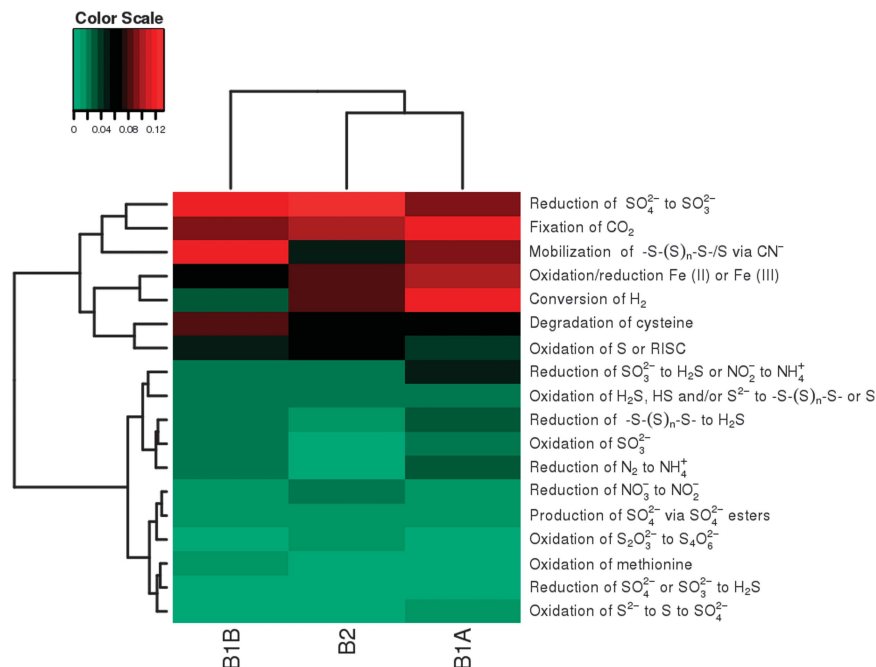 Color Scale
0 0.04 0.08 0.12
Reduction of SO₄²⁻ to SO₃²⁻
Fixation of CO₂
Mobilization of -S-(S)ₙ-S-/S via CN⁻
Oxidation/reduction Fe (II) or Fe (III)
Conversion of H₂
Degradation of cysteine
Oxidation of S or RISC
Reduction of SO₃²⁻ to H₂S or NO₂⁻ to NH₄⁺
Oxidation of H₂S, HS and/or S²⁻ to -S-(S)ₙ-S- or S
Reduction of -S-(S)ₙ-S- to H₂S
Oxidation of SO₃²⁻
Reduction of N₂ to NH₄⁺
Reduction of NO₃⁻ to NO₂⁻
Production of SO₄²⁻ via SO₄²⁻ esters
Oxidation of S₂O₃²⁻ to S₄O₆²⁻
Oxidation of methionine
Reduction of SO₄²⁻ or SO₃²⁻ to H₂S
Oxidation of S²⁻ to S to SO₄²⁻
B1B
B2
B1A